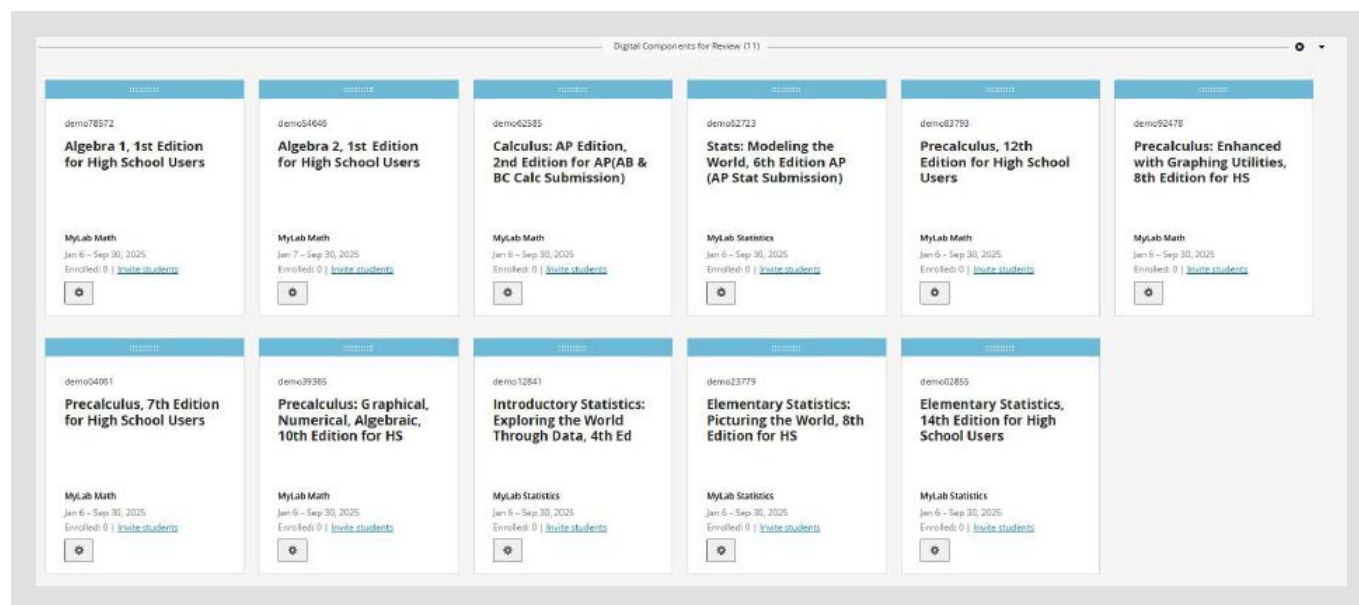 Digital Components for Review (11)
demo78572
Algebra 1, 1st Edition
for High School Users
MyLab Math
Jan 6 – Sep 30, 2025
Enrolled: 0 | Invite students
demo54646
Algebra 2, 1st Edition
for High School Users
MyLab Math
Jan 7 – Sep 30, 2025
Enrolled: 0 | Invite students
demo62585
Calculus: AP Edition,
2nd Edition for AP(AB &
BC Calc Submission)
MyLab Math
Jan 6 – Sep 30, 2025
Enrolled: 0 | Invite students
demo62723
Stats: Modeling the
World, 6th Edition AP
(AP Stat Submission)
MyLab Statistics
Jan 6 – Sep 30, 2025
Enrolled: 0 | Invite students
demo83793
Precalculus, 12th
Edition for High School
Users
MyLab Math
Jan 6 – Sep 30, 2025
Enrolled: 0 | Invite students
demo92478
Precalculus: Enhanced
with Graphing Utilities,
8th Edition for HS
MyLab Math
Jan 6 – Sep 30, 2025
Enrolled: 0 | Invite students
demo04061
Precalculus, 7th Edition
for High School Users
MyLab Math
Jan 6 – Sep 30, 2025
Enrolled: 0 | Invite students
demo39365
Precalculus: Graphical,
Numerical, Algebraic,
10th Edition for HS
MyLab Math
Jan 6 – Sep 30, 2025
Enrolled: 0 | Invite students
demo12841
Introductory Statistics:
Exploring the World
Through Data, 4th Ed
MyLab Statistics
Jan 6 – Sep 30, 2025
Enrolled: 0 | Invite students
demo23779
Elementary Statistics:
Picturing the World, 8th
Edition for HS
MyLab Statistics
Jan 6 – Sep 30, 2025
Enrolled: 0 | Invite students
demo02855
Elementary Statistics,
14th Edition for High
School Users
MyLab Statistics
Jan 6 – Sep 30, 2025
Enrolled: 0 | Invite students